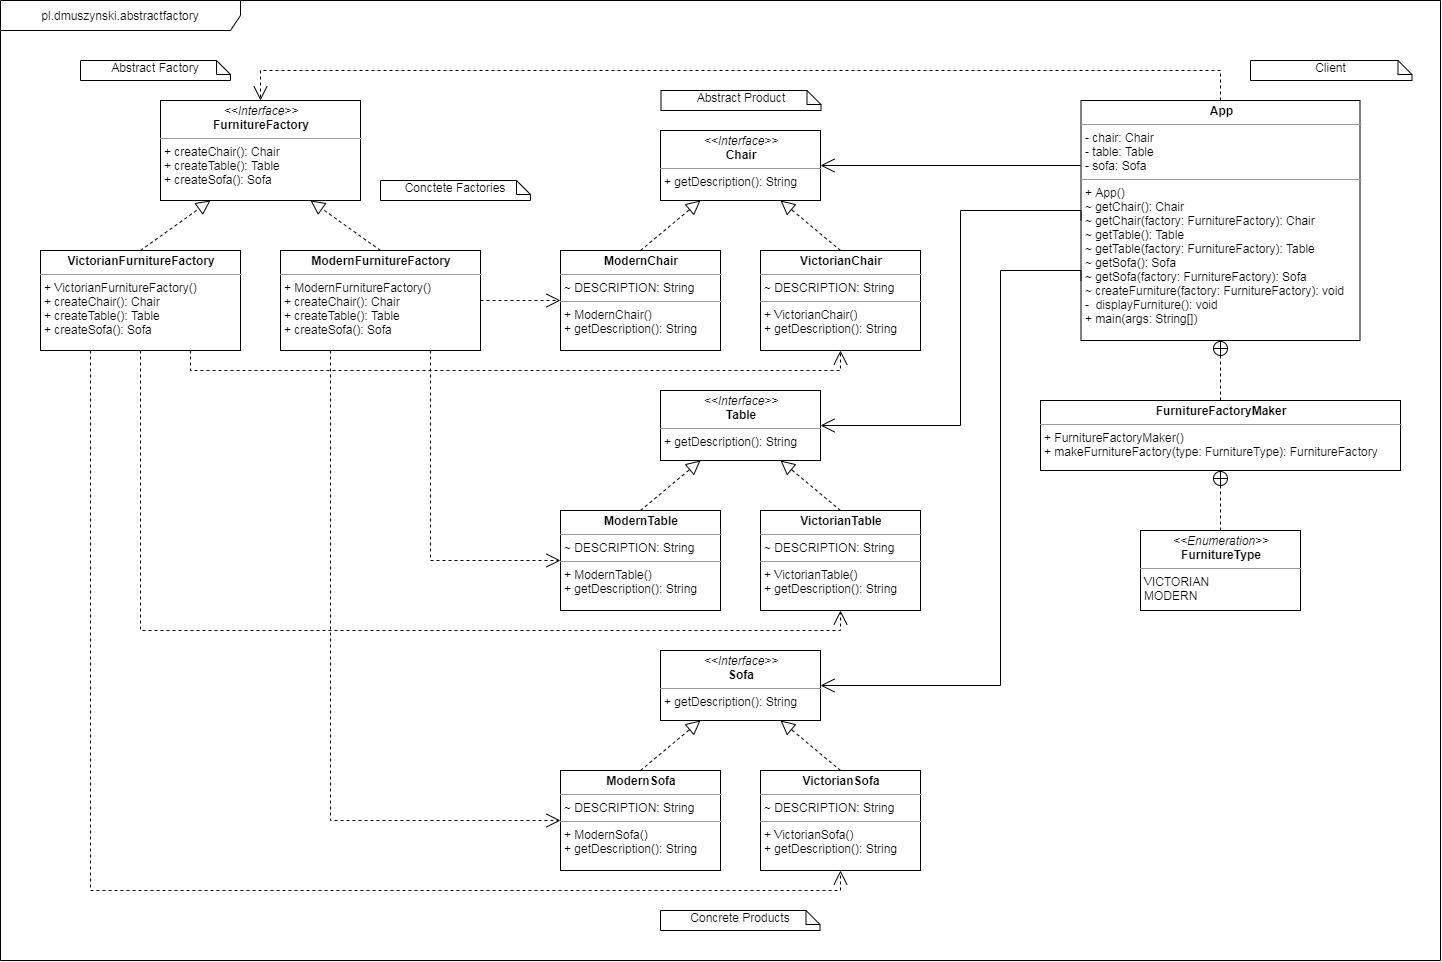 pl.dmuszynski.abstractfactory
Abstract Factory
Client
Abstract Product
<<Interface>>
FurnitureFactory
+ createChair(): Chair
+ createTable(): Table
+ createSofa(): Sofa
Conctete Factories
<<Interface>>
Chair
+ getDescription(): String
App
- chair: Chair
- table: Table
- sofa: Sofa
+ App()
~ getChair(): Chair
~ getChair(factory: FurnitureFactory): Chair
~ getTable(): Table
~ getTable(factory: FurnitureFactory): Table
~ getSofa(): Sofa
~ getSofa(factory: FurnitureFactory): Sofa
~ createFurniture(factory: FurnitureFactory): void
- displayFurniture(): void
+ main(args: String[])
VictorianFurnitureFactory
+ VictorianFurnitureFactory()
+ createChair(): Chair
+ createTable(): Table
+ createSofa(): Sofa
ModernFurnitureFactory
+ ModernFurnitureFactory()
+ createChair(): Chair
+ createTable(): Table
+ createSofa(): Sofa
ModernChair
~ DESCRIPTION: String
+ ModernChair()
+ getDescription(): String
VictorianChair
~ DESCRIPTION: String
+ VictorianChair()
+ getDescription(): String
<<Interface>>
Table
+ getDescription(): String
FurnitureFactoryMaker
+ FurnitureFactoryMaker()
+ makeFurnitureFactory(type: FurnitureType): FurnitureFactory
ModernTable
~ DESCRIPTION: String
+ ModernTable()
+ getDescription(): String
VictorianTable
~ DESCRIPTION: String
+ VictorianTable()
+ getDescription(): String
<<Enumeration>>
FurnitureType
VICTORIAN
MODERN
<<Interface>>
Sofa
+ getDescription(): String
ModernSofa
~ DESCRIPTION: String
+ ModernSofa()
+ getDescription(): String
VictorianSofa
~ DESCRIPTION: String
+ VictorianSofa()
+ getDescription(): String
Concrete Products